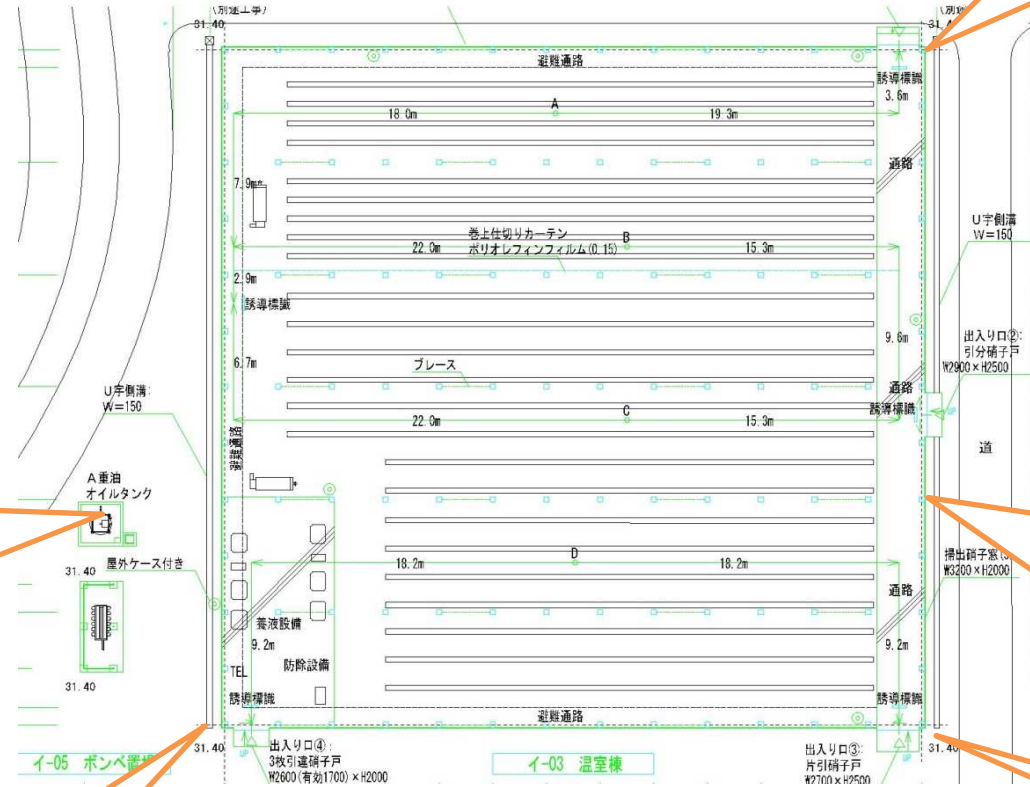 (別途工事)
31.40
避難通路
誘導標識
3.6m
A
18.0m
19.3m
通路
7.9m
U字側溝
W=150
巻上仕切りカーテン
B
22.0m
ポリオレフィンフィルム(0.15)
15.3m
2.9m
誘導標識
9.6m
出入り口②:
引分硝子戸
W2900×H2500
6.7m
ブレース
通路
誘導標識
U字側溝:
W=150
C
22.0m
15.3m
避難通路
道
A重油
オイルタンク
D
18.2m
18.2m
掃出硝子窓
W3200×H2000
屋外ケース付き
31.40
通路
養液設備
9.2m
9.2m
防除設備
TEL
31.40
誘導標識
誘導標識
避難通路
31.40
出入り口④:
3枚引違硝子戸
W2600(有効1700)×H2000
出入り口③:
片引硝子戸
W2700×H2500
31.40
イ-05 ボンベ置場
イ-03 温室棟